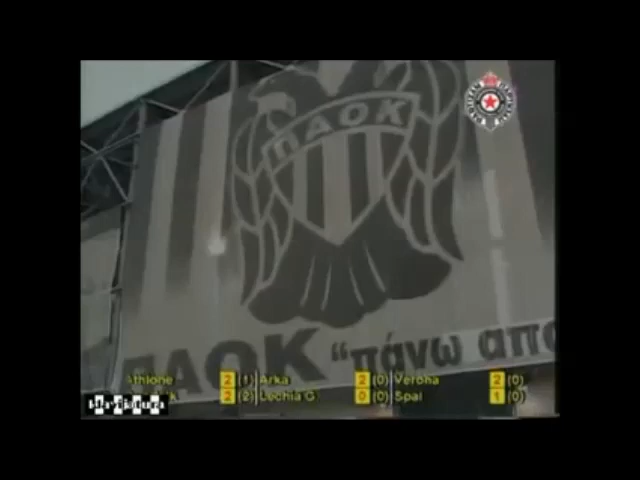 ΠΑΟΚ
ΠΑΟΚ "πάνω απο
Athlone 2 (1) Arka 2 (0) Verona 2 (0)
2 (2) Lechia G. 0 (0) Spal 1 (0)